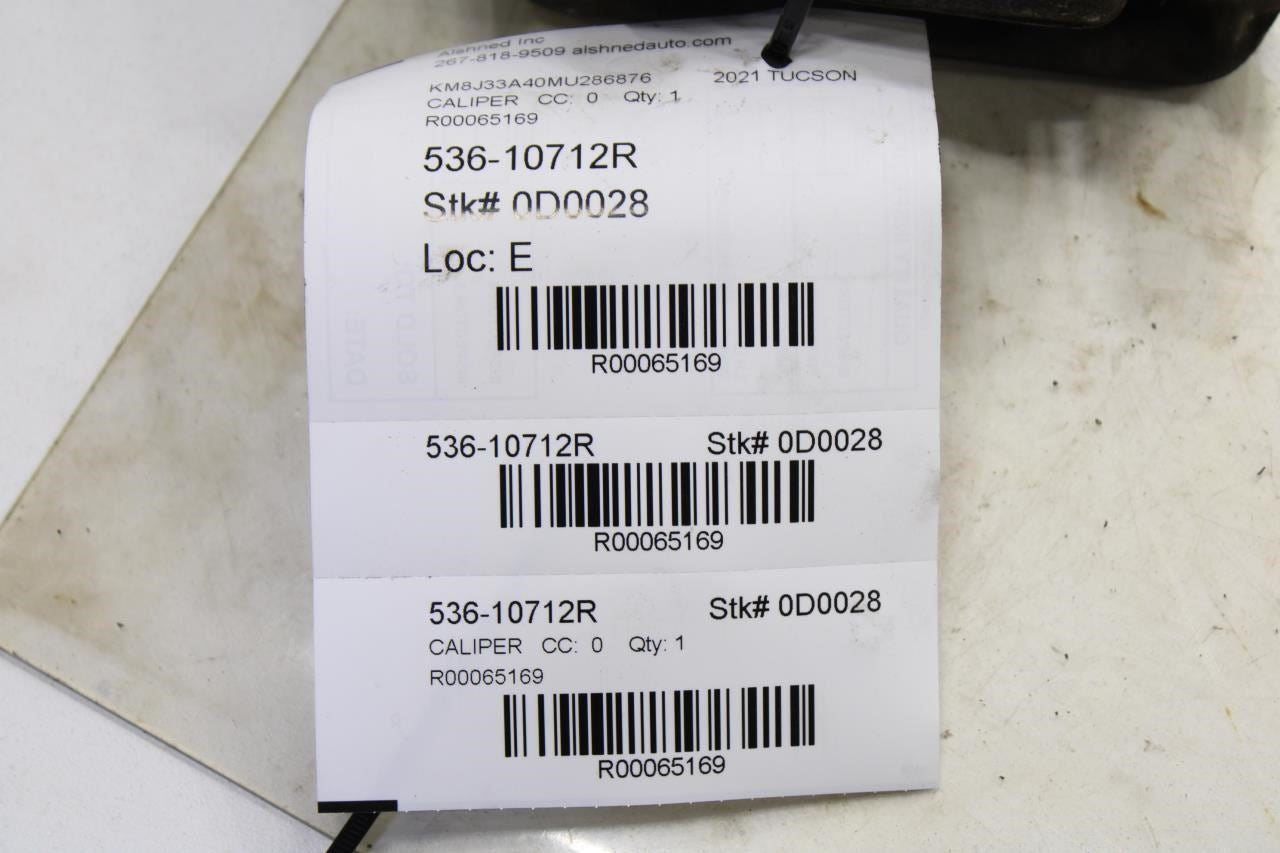 Alshned Inc
267-818-9509 alshnedauto.com
KM8J33A40MU286876 2021 TUCSON
CALIPER CC: 0 Qty: 1
R00065169
536-10712R
Stk# 0D0028
Loc: E
R00065169
536-10712R Stk# 0D0028
R00065169
536-10712R Stk# 0D0028
CALIPER CC: 0 Qty: 1
R00065169
R00065169